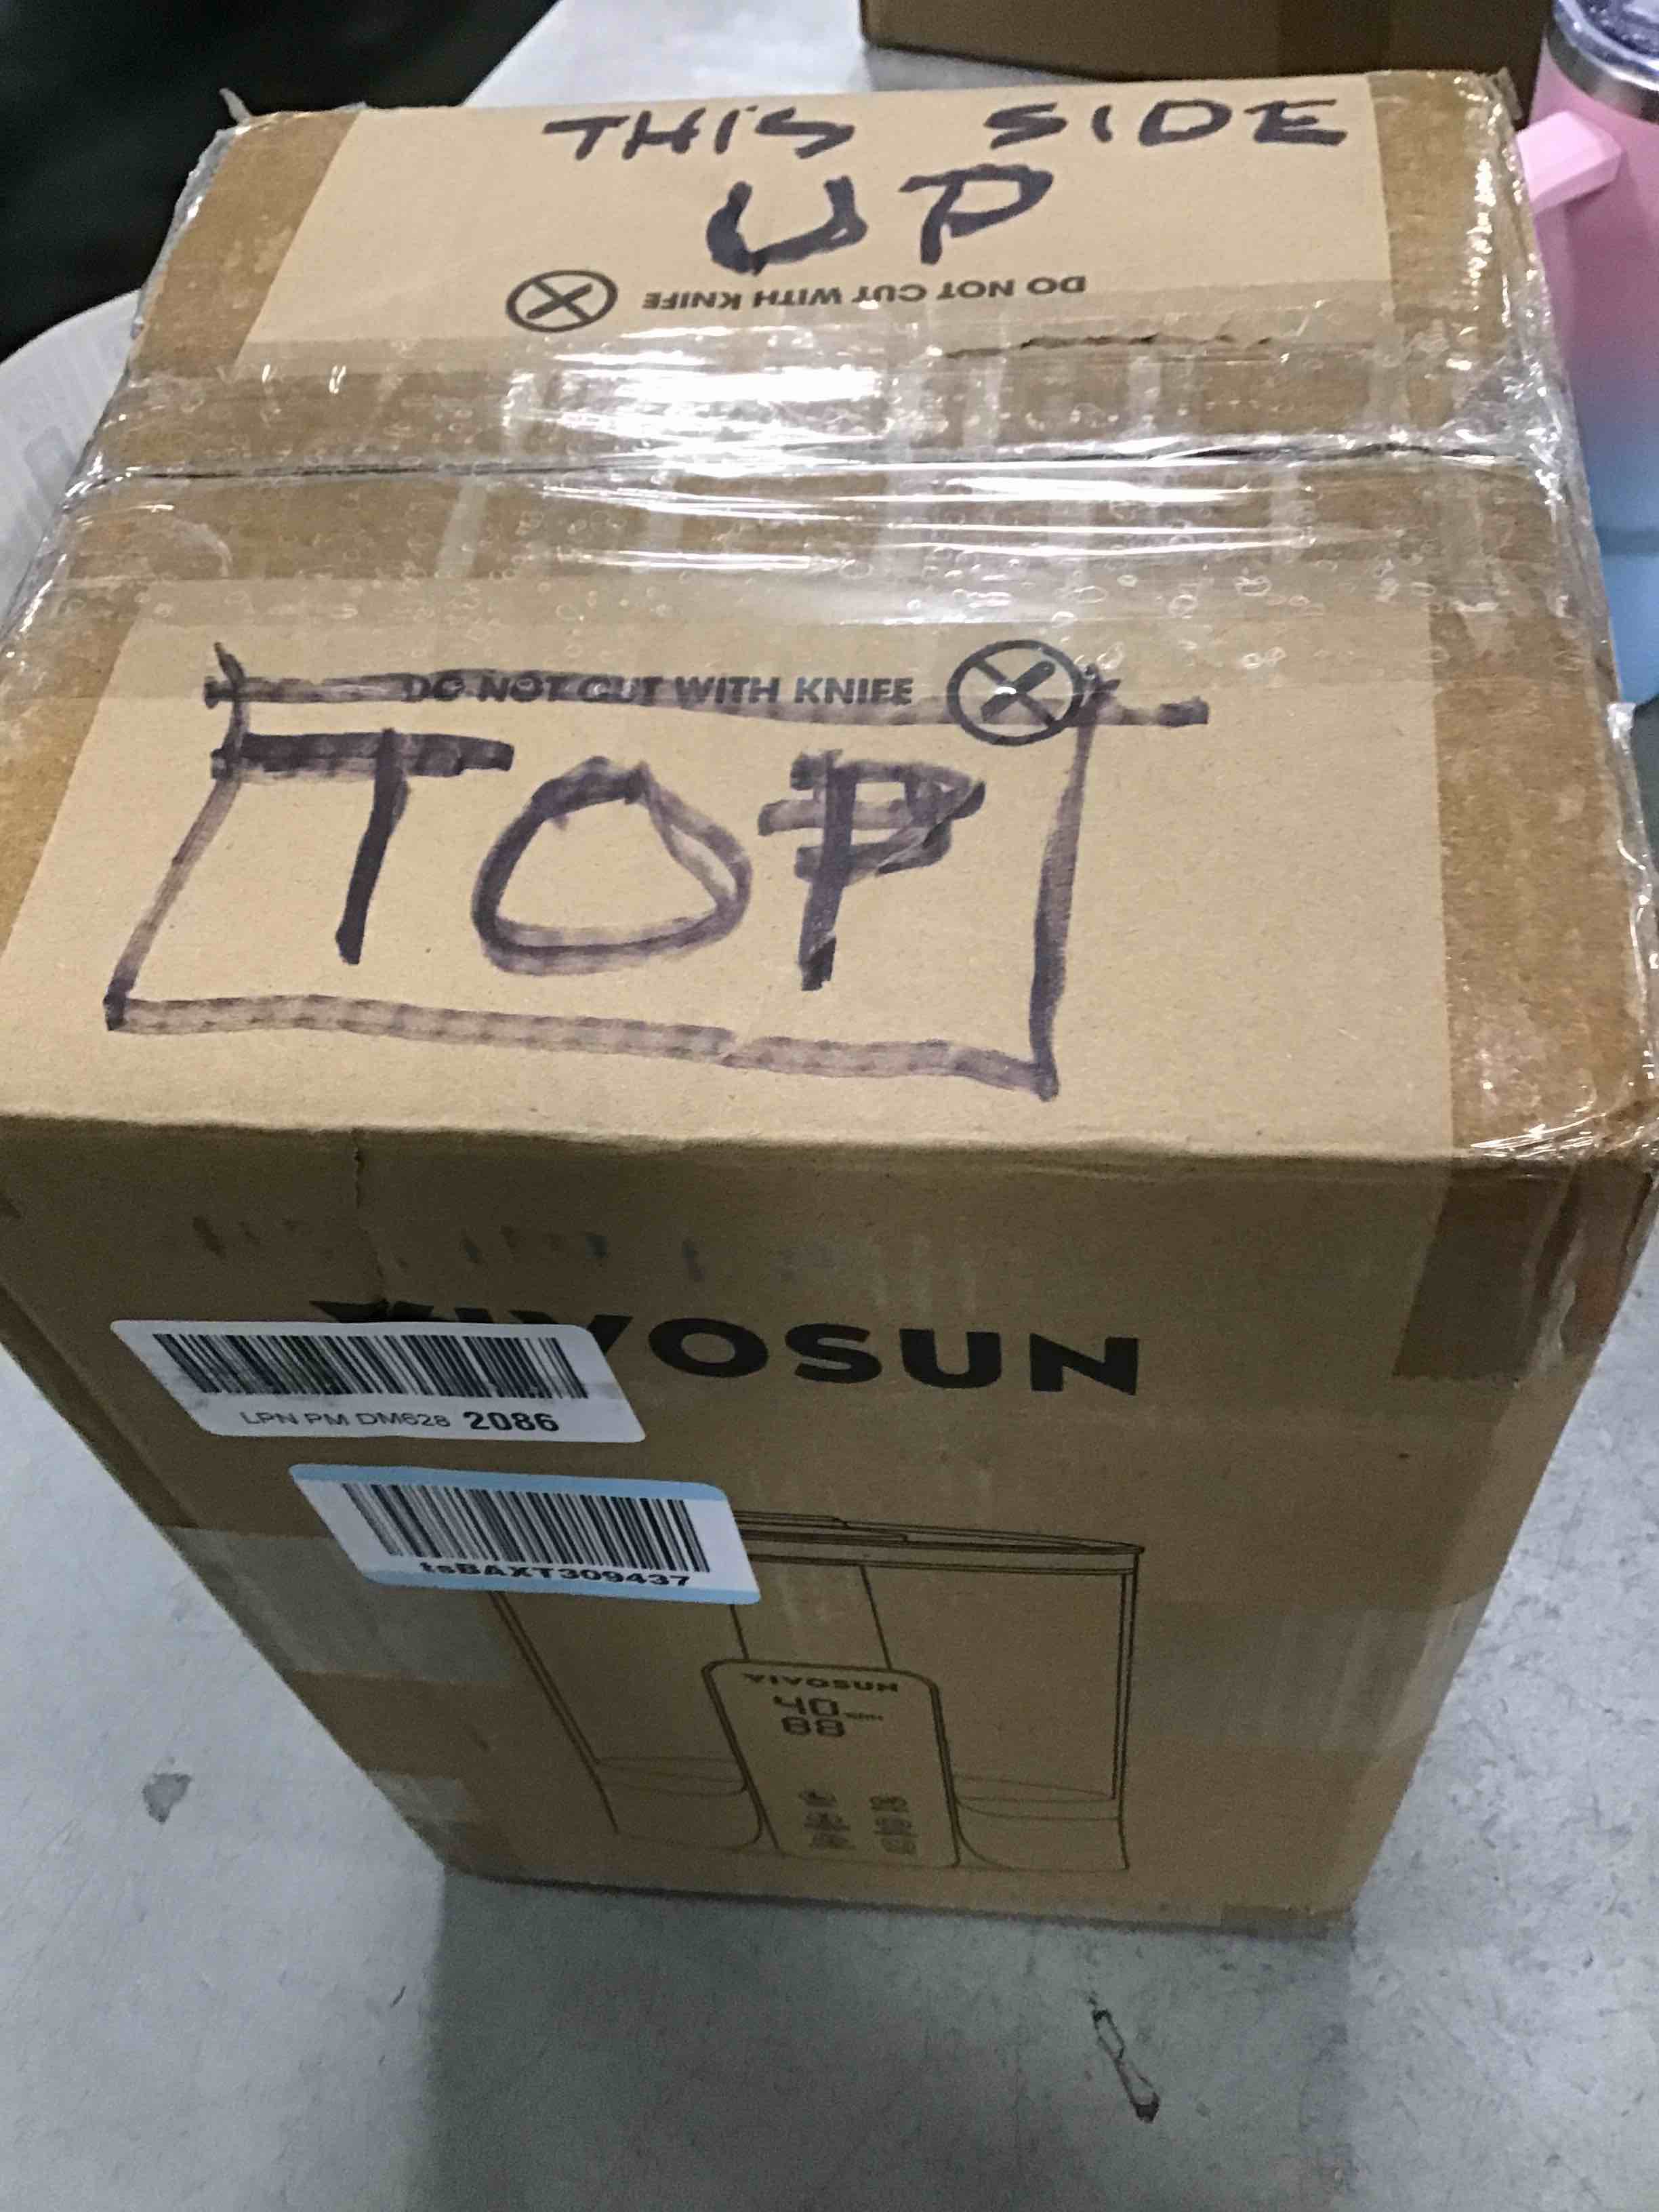 THIS SIDE
UP
DO NOT CUT WITH KNIFE
DO NOT CUT WITH KNIFE
TOP
VIVOSUN
LPN PM DM628 2086
tsBAXT309437
VIVOSUN
40
88